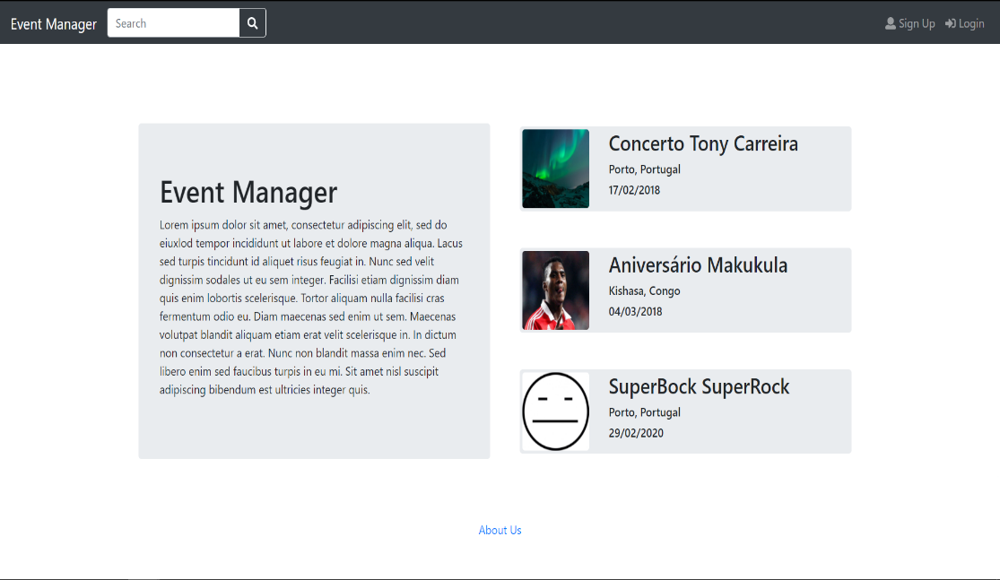 Event Manager
Search
Sign Up
Login
Event Manager
Lorem ipsum dolor sit amet, consectetur adipiscing elit, sed do
eiuxlod tempor incididunt ut labore et dolore magna aliqua. Lacus
sed turpis tincidunt id aliquet risus feugiat in. Nunc sed velit
dignissim sodales ut eu sem integer. Facilisi etiam dignissim diam
quis enim lobortis scelerisque. Tortor aliquam nulla facilisi cras
fermentum odio eu. Diam maecenas sed enim ut sem. Maecenas
volutpat blandit aliquam etiam erat velit scelerisque in. In dictum
non consectetur a erat. Nunc non blandit massa enim nec. Sed
libero enim sed faucibus turpis in eu mi. Sit amet nisl suscipit
adipiscing bibendum est ultricies integer quis.
Concerto Tony Carreira
Porto, Portugal
17/02/2018
Aniversário Makukula
Kishasa, Congo
04/03/2018
SuperBock SuperRock
Porto, Portugal
29/02/2020
About Us